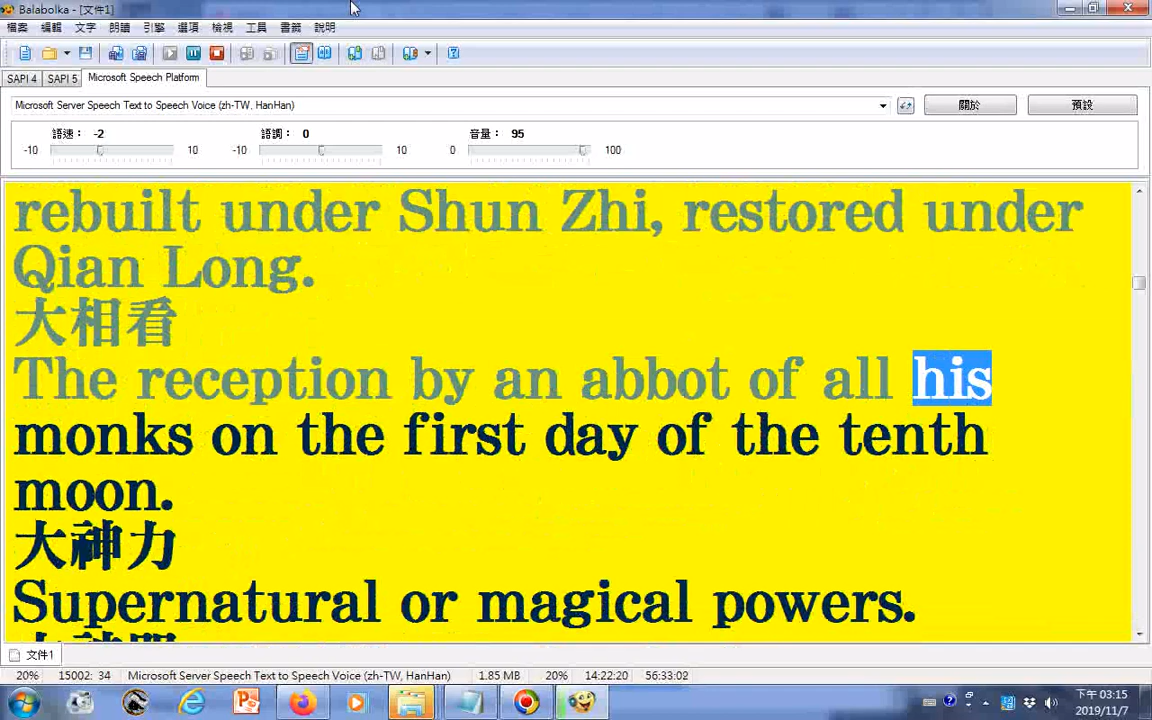 Balabolka - [文件1]
檔案 編輯 文字 朗讀 引擎 選項 檢視 工具 書籤 說明
SAPI 4 SAPI 5 Microsoft Speech Platform
Microsoft Server Speech Text to Speech Voice (zh-TW, HanHan) 關於 預設
語速： -2 語調： 0 音量： 95
-10 10 -10 10 0 100
rebuilt under Shun Zhi, restored under
Qian Long.
大相看
The reception by an abbot of all his
monks on the first day of the tenth
moon.
大神力
Supernatural or magical powers.
文件1
20% 15002: 34 Microsoft Server Speech Text to Speech Voice (zh-TW, HanHan) 1.85 MB 20% 14:22:20 56:33:02
下午 03:15
2019/11/7